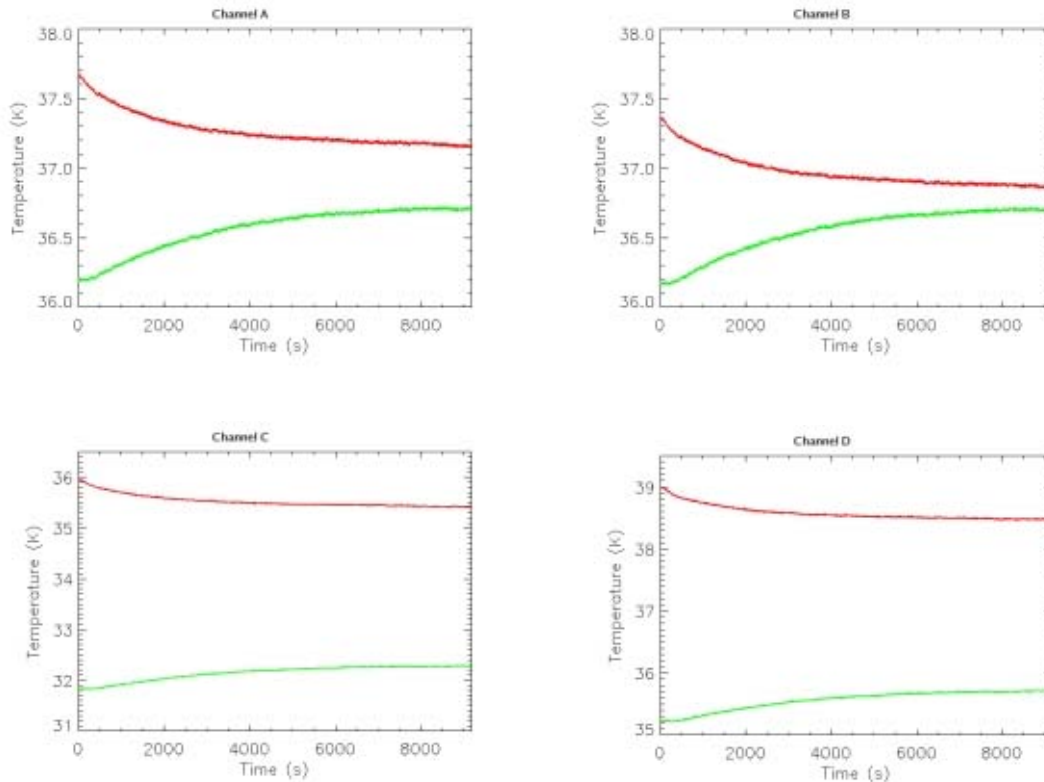 Channel A
38.0
37.5
37.0
36.5
36.0
Temperature (K)
0 2000 4000 6000 8000
Time (s)
Channel B
38.0
37.5
37.0
36.5
36.0
Temperature (K)
0 2000 4000 6000 8000
Time (s)
Channel C
36
35
34
33
32
31
Temperature (K)
0 2000 4000 6000 8000
Time (s)
Channel D
39
38
37
36
35
Temperature (K)
0 2000 4000 6000 8000
Time (s)